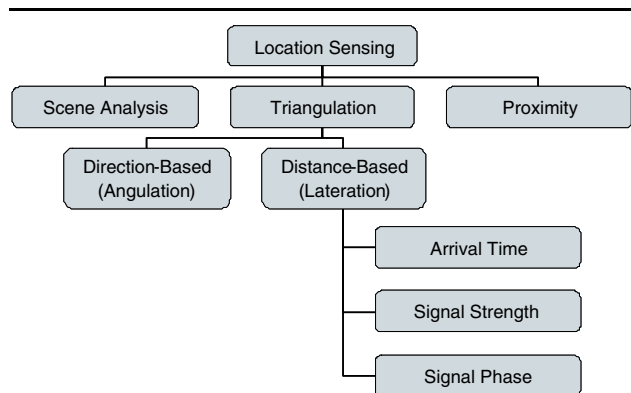 Location Sensing
Scene Analysis
Triangulation
Proximity
Direction-Based
(Angulation)
Distance-Based
(Lateration)
Arrival Time
Signal Strength
Signal Phase